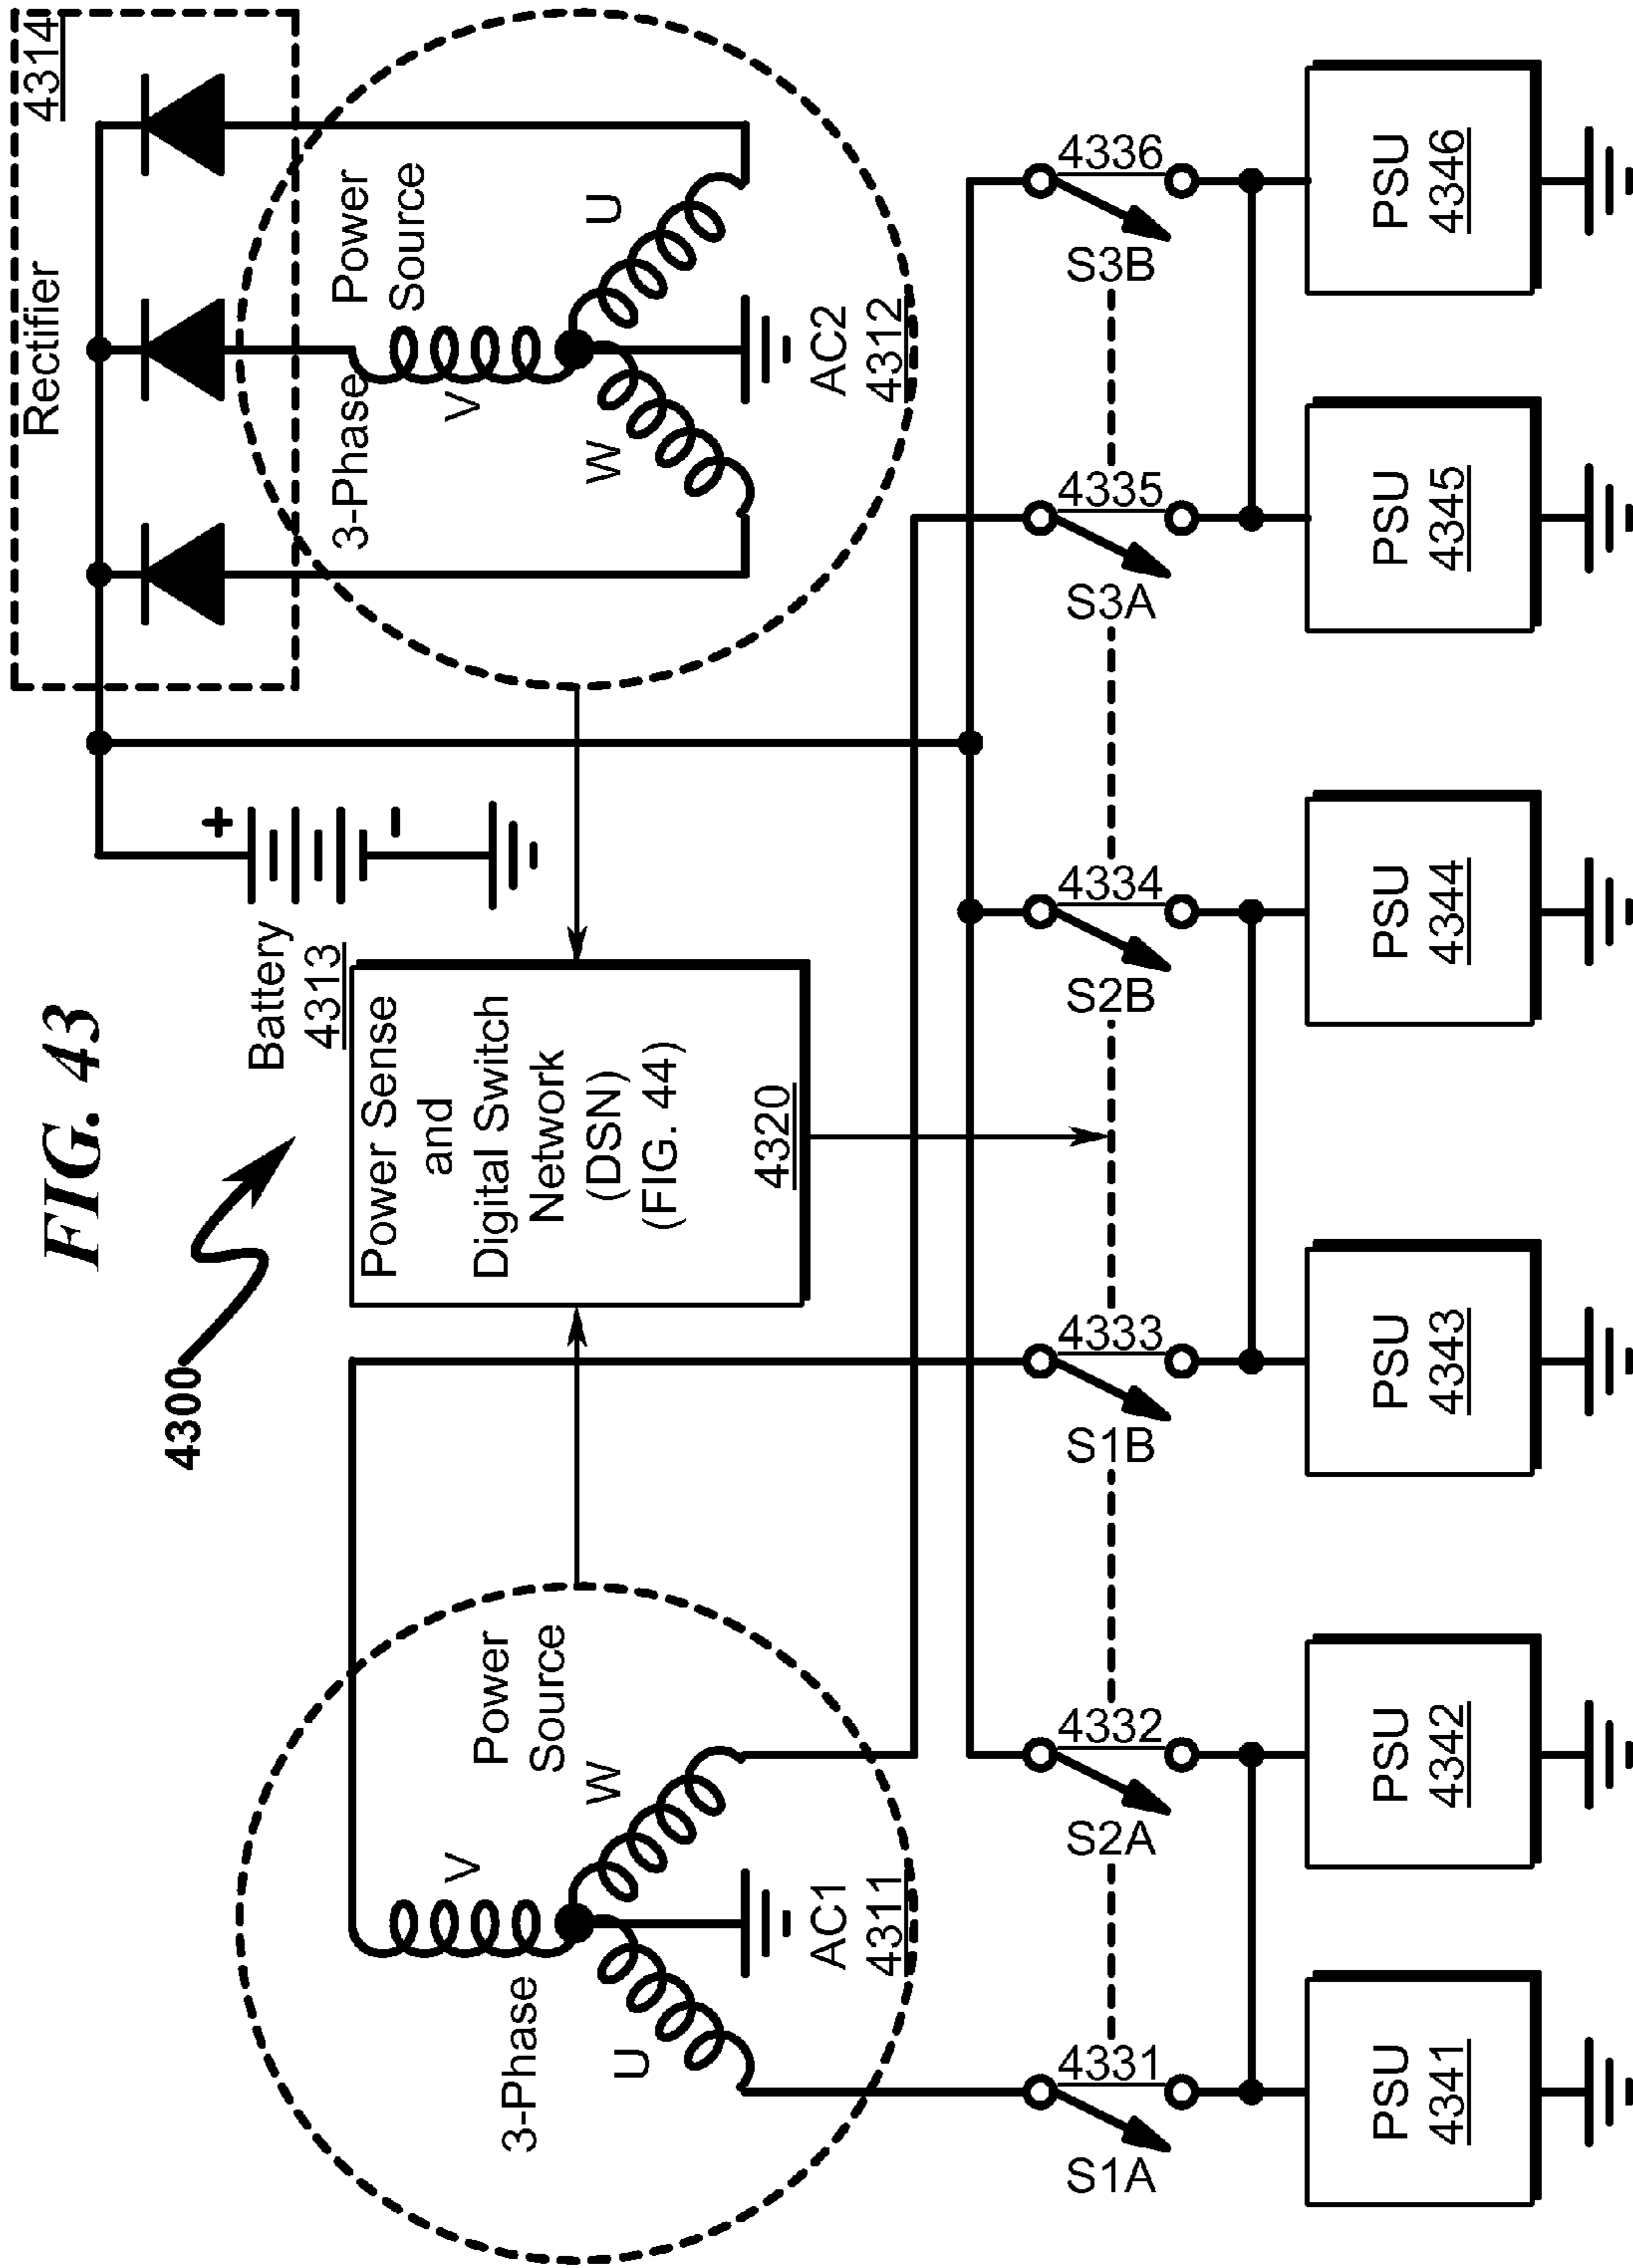 FIG. 43
4300
Rectifier
4314
Battery
4313
+
-
3-Phase
Power
Source
V
U
W
AC1
4311
Power Sense
and
Digital Switch
Network
(DSN)
(FIG. 44)
4320
3-Phase
Power
Source
V
W
U
AC2
4312
S1A
4331
S2A
4332
S1B
4333
S2B
4334
S3A
4335
S3B
4336
PSU
4341
PSU
4342
PSU
4343
PSU
4344
PSU
4345
PSU
4346